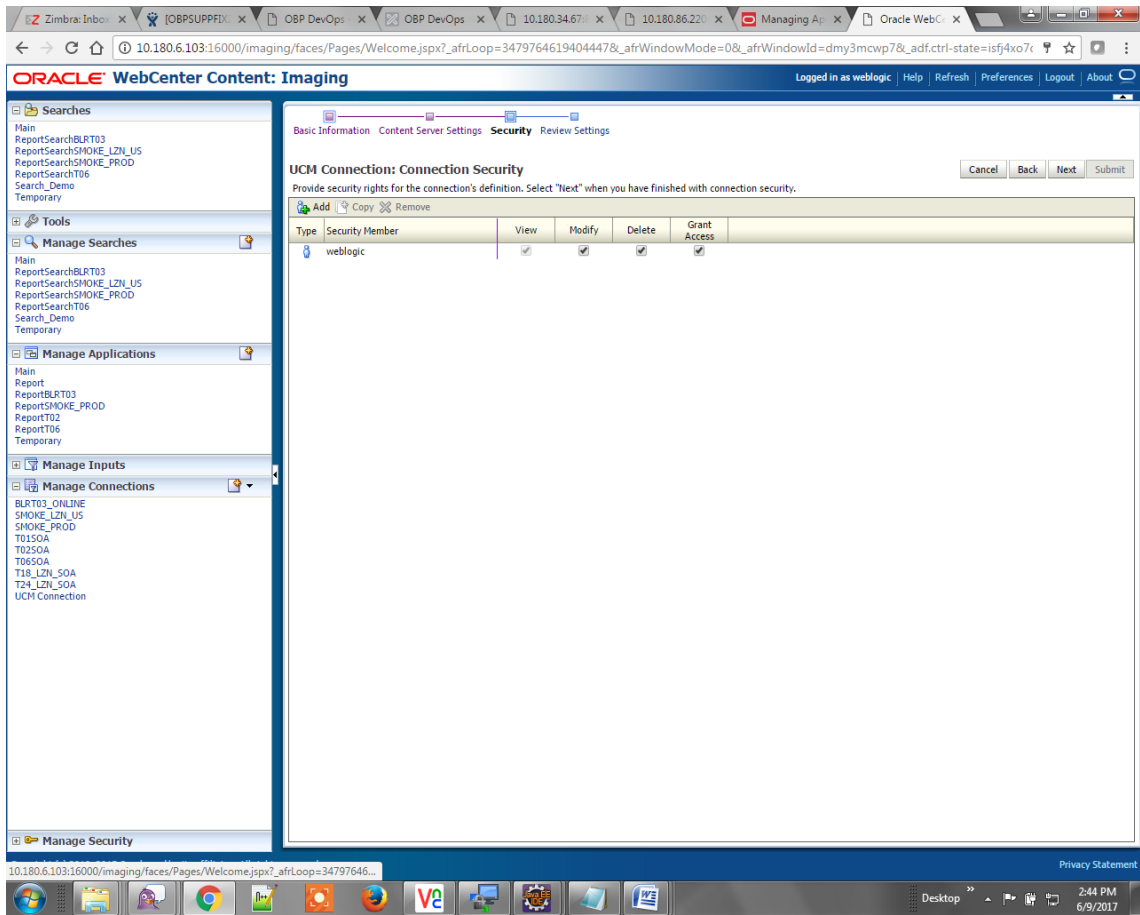 Zimbra: Inbo
[OBPSUPPFIX
OBP DevOps
OBP DevOps
10.180.34.67:
10.180.86.220
Managing Ap
Oracle WebCe
10.180.6.103:16000/imaging/faces/Pages/Welcome.jspx?_afrLoop=34797646194044​47&_afrWindowMode=0&_afrWindowId=dmy3mcwp7&_adf.ctrl-state=isfj4xo7c
ORACLE WebCenter Content: Imaging
Logged in as weblogic | Help | Refresh | Preferences | Logout | About
Searches
Main
ReportSearchBLRT03
ReportSearchSMOKE_LZN_US
ReportSearchSMOKE_PROD
ReportSearchT06
Search_Demo
Temporary
Tools
Manage Searches
Main
ReportSearchBLRT03
ReportSearchSMOKE_LZN_US
ReportSearchSMOKE_PROD
ReportSearchT06
Search_Demo
Temporary
Manage Applications
Main
Report
ReportBLRT03
ReportSMOKE_PROD
ReportT02
ReportT06
Temporary
Manage Inputs
Manage Connections
BLRT03_ONLINE
SMOKE_LZN_US
SMOKE_PROD
T01SOA
T02SOA
T06SOA
T18_LZN_SOA
T24_LZN_SOA
UCM Connection
Manage Security
Basic Information Content Server Settings Security Review Settings
UCM Connection: Connection Security
Cancel Back Next Submit
Provide security rights for the connection's definition. Select "Next" when you have finished with connection security.
Add Copy Remove
Type Security Member View Modify Delete Grant Access
weblogic
Privacy Statement
10.180.6.103:16000/imaging/faces/Pages/Welcome.jspx?_afrLoop=34797646...
Desktop
2:44 PM
6/9/2017